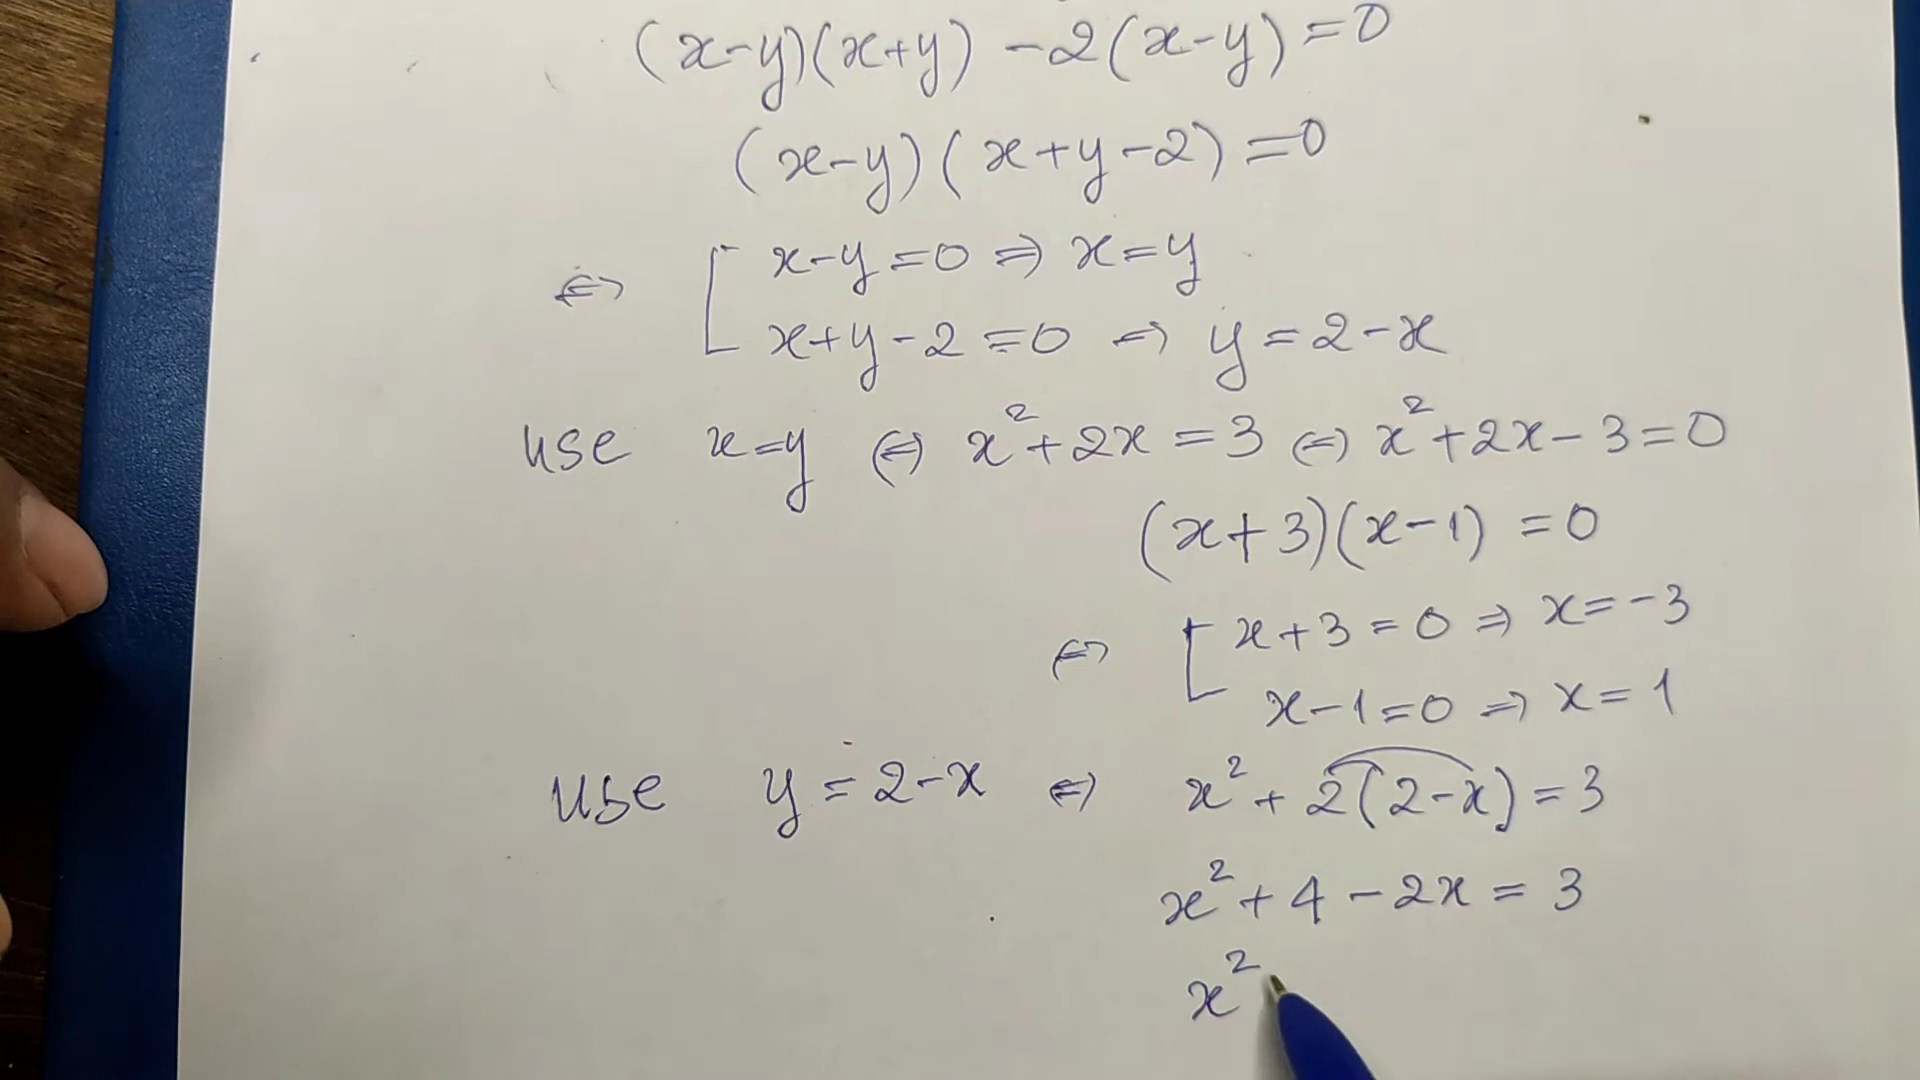 (x-y)(x+y) -2(x-y)=0
(x-y)(x+y-2)=0
x-y=0 ⇒ x=y
⇔
x+y-2=0 ⇒ y=2-x
use x=y ⇔ x²+2x=3 ⇔ x²+2x-3=0
(x+3)(x-1)=0
x+3=0 ⇒ x=-3
⇔
x-1=0 ⇒ x=1
use y=2-x ⇔ x²+2(2-x)=3
x²+4-2x=3
x²